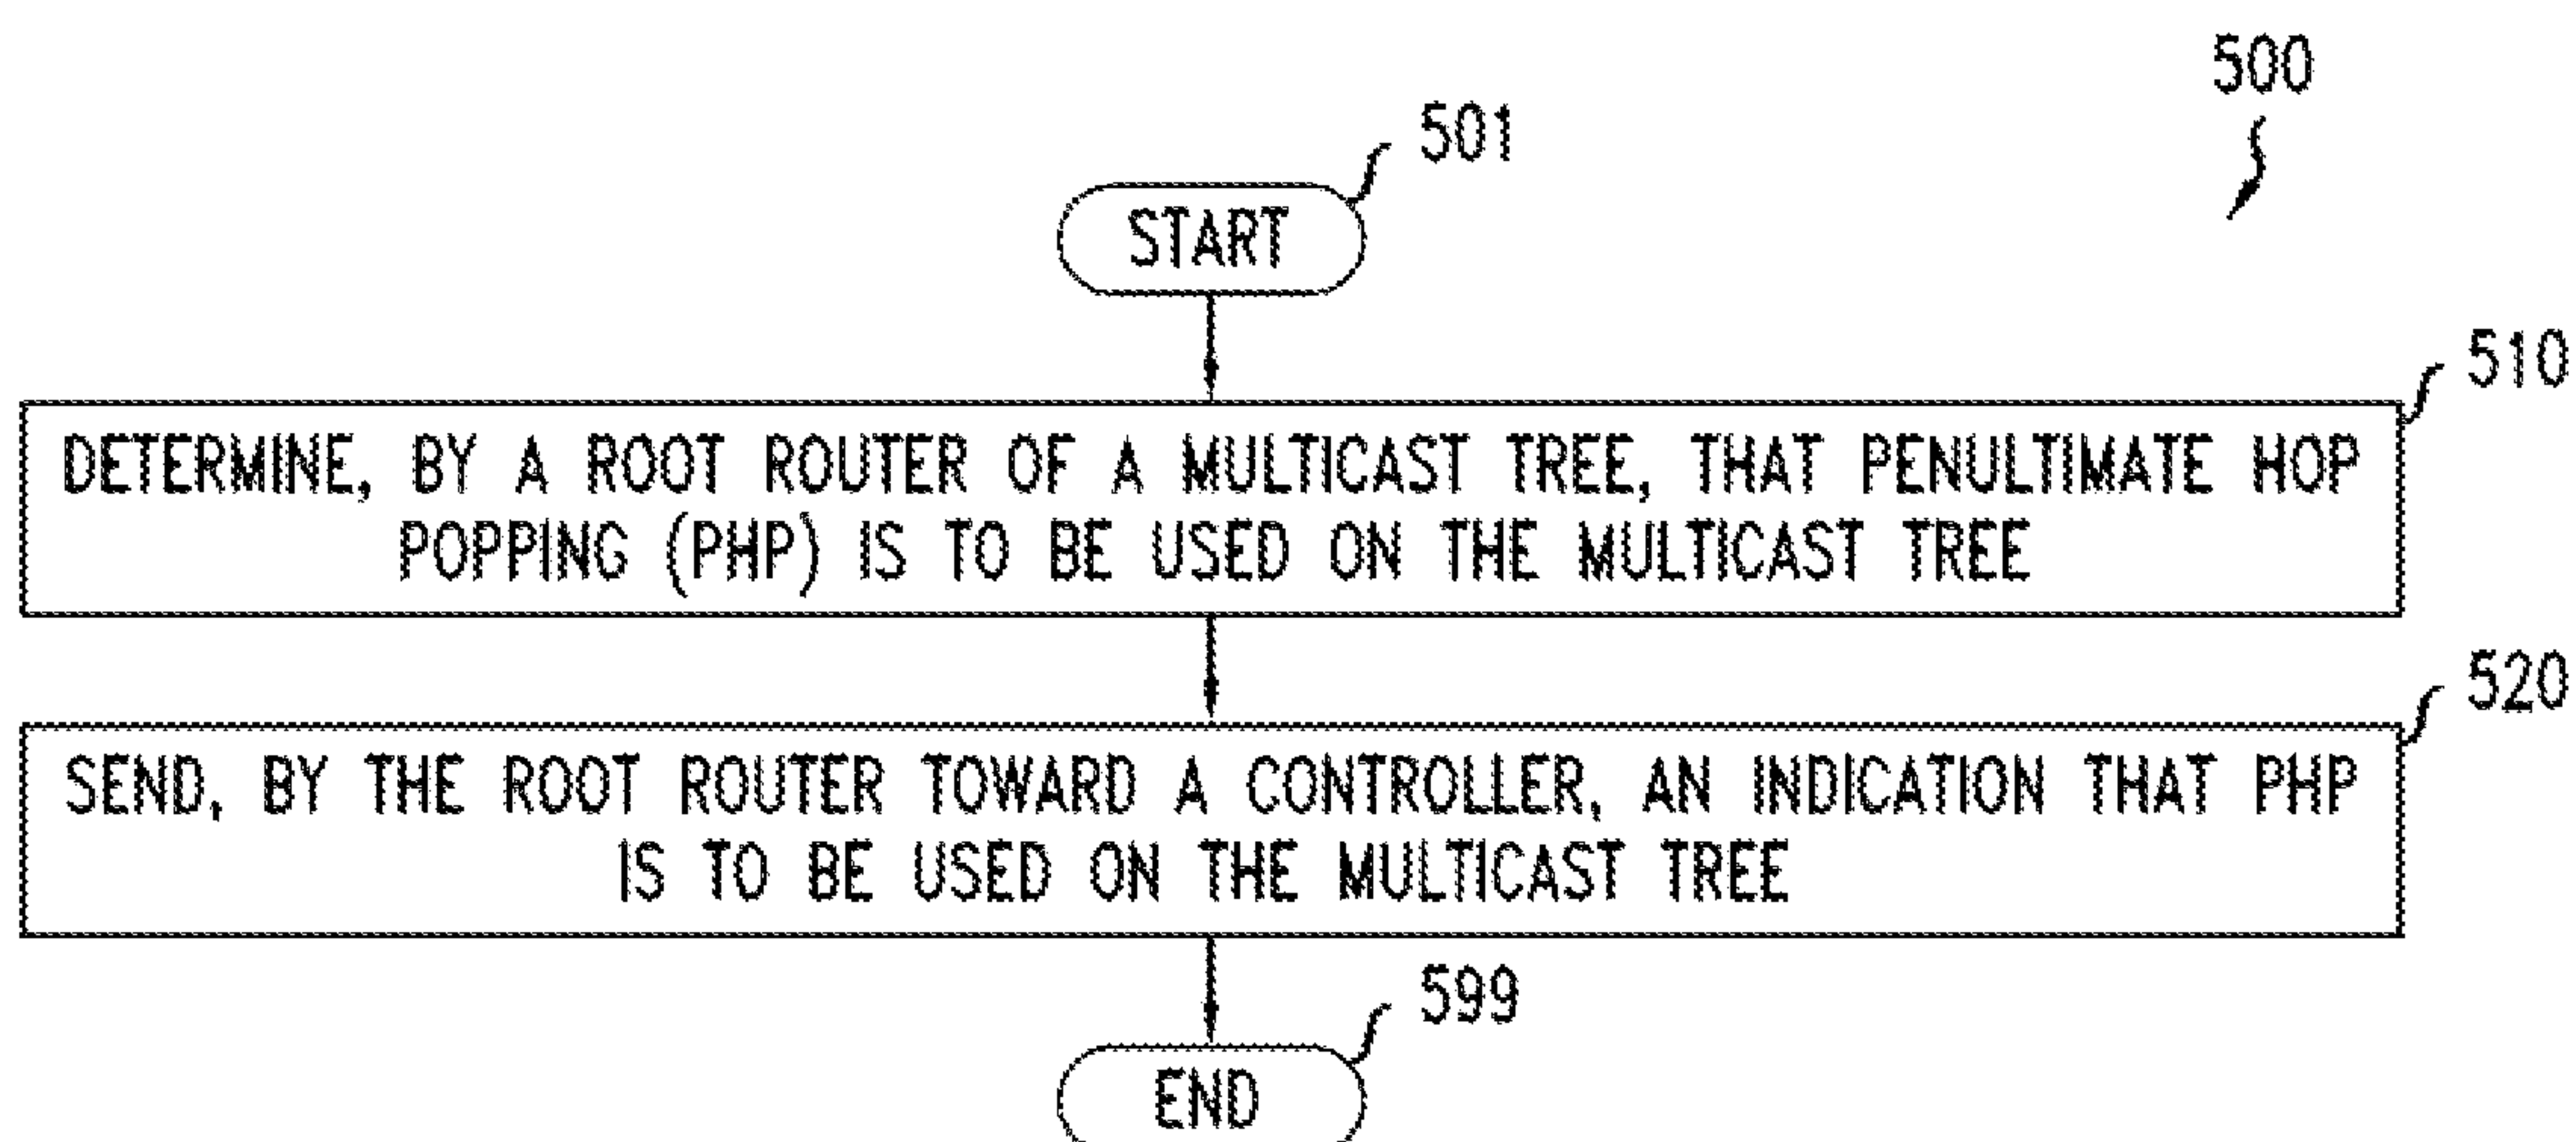 500
501
START
510
DETERMINE, BY A ROOT ROUTER OF A MULTICAST TREE, THAT PENULTIMATE HOP
POPPING (PHP) IS TO BE USED ON THE MULTICAST TREE
520
SEND, BY THE ROOT ROUTER TOWARD A CONTROLLER, AN INDICATION THAT PHP
IS TO BE USED ON THE MULTICAST TREE
599
END